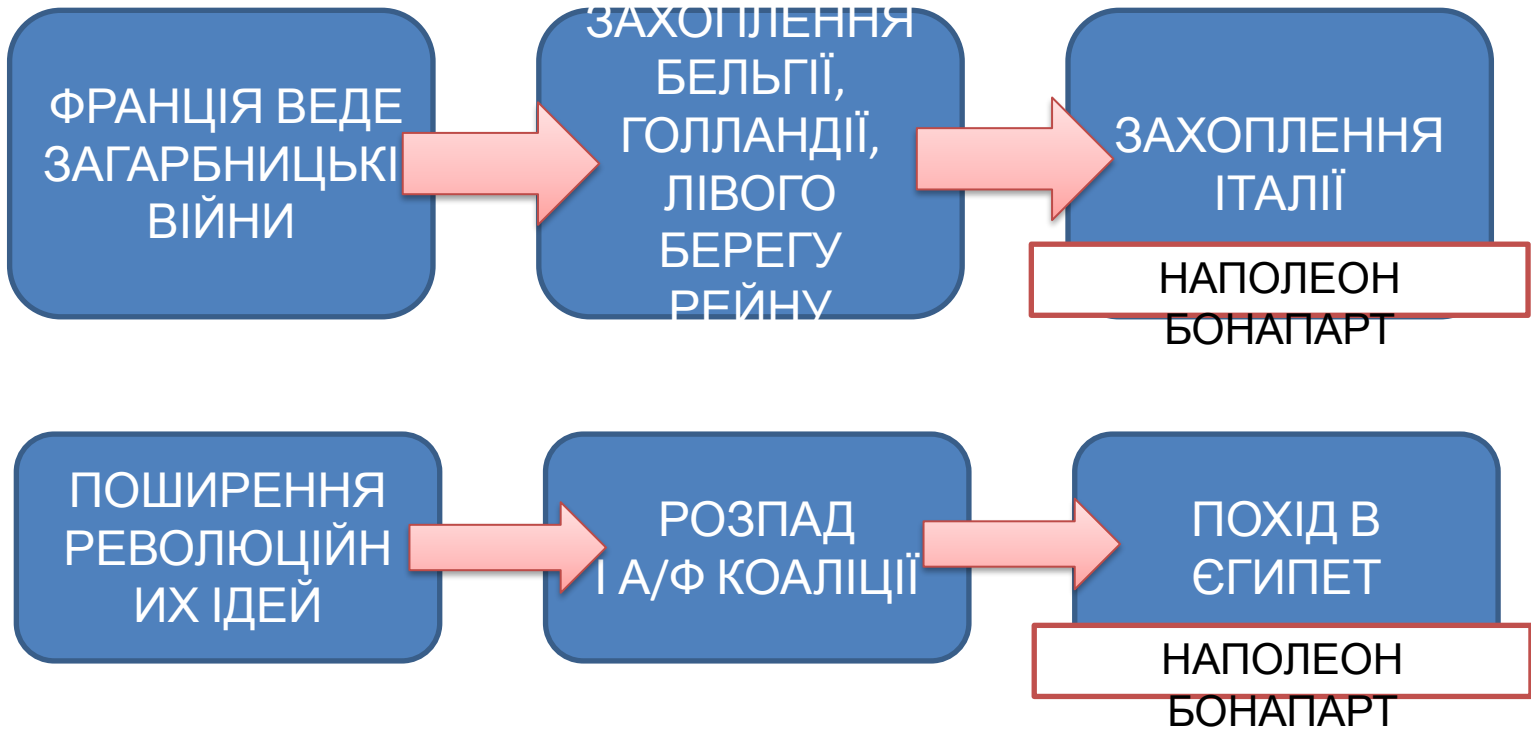 ФРАНЦІЯ ВЕДЕ
ЗАГАРБНИЦЬКІ
ВІЙНИ
ЗАХОПЛЕННЯ
БЕЛЬГІЇ,
ГОЛЛАНДІЇ,
ЛІВОГО
БЕРЕГУ
РЕЙНУ
ЗАХОПЛЕННЯ
ІТАЛІЇ
НАПОЛЕОН
БОНАПАРТ
ПОШИРЕННЯ
РЕВОЛЮЦІЙН
ИХ ІДЕЙ
РОЗПАД
І А/Ф КОАЛІЦІЇ
ПОХІД В
ЄГИПЕТ
НАПОЛЕОН
БОНАПАРТ